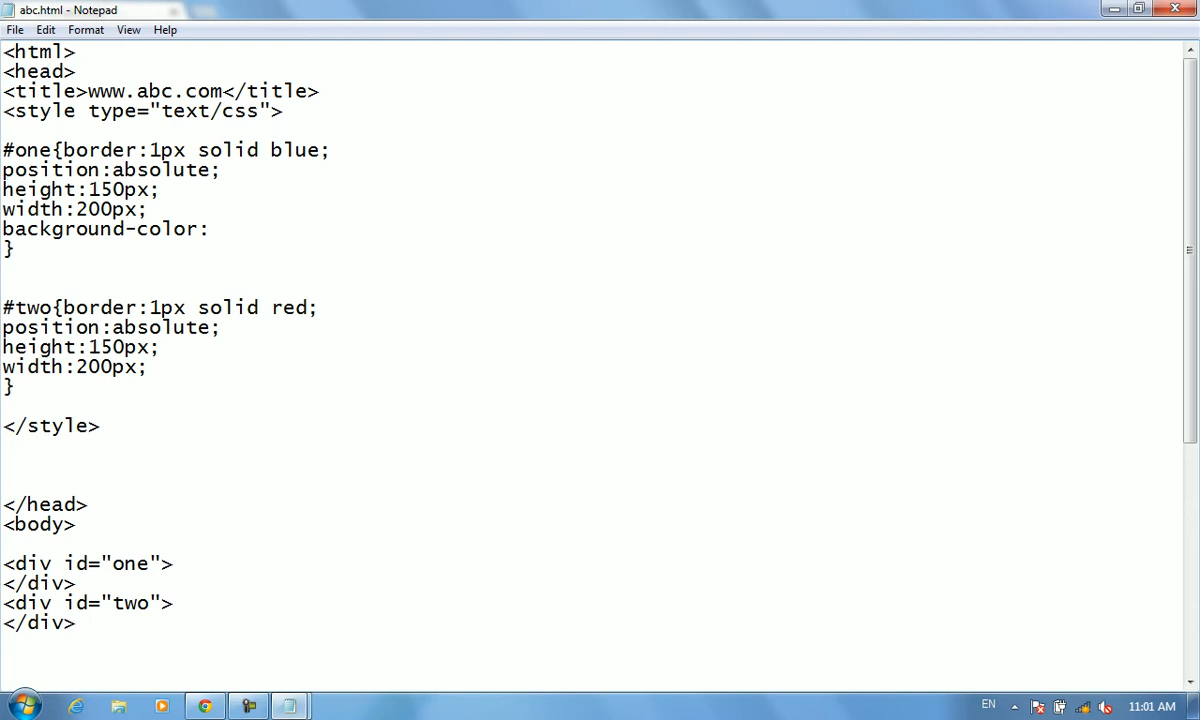 abc.html - Notepad
File Edit Format View Help
<html>
<head>
<title>www.abc.com</title>
<style type="text/css">
#one{border:1px solid blue;
position:absolute;
height:150px;
width:200px;
background-color:
}
#two{border:1px solid red;
position:absolute;
height:150px;
width:200px;
}
</style>
</head>
<body>
<div id="one">
</div>
<div id="two">
</div>
EN 11:01 AM